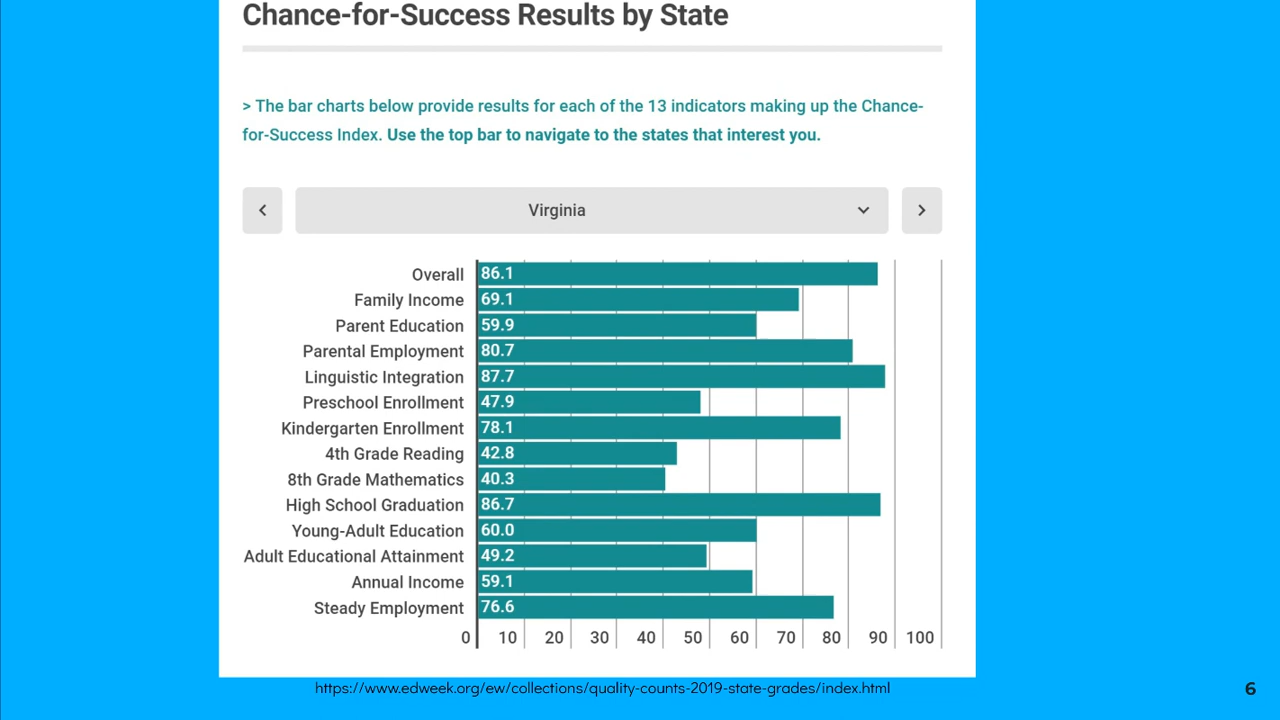 Chance-for-Success Results by State
> The bar charts below provide results for each of the 13 indicators making up the Chance-
for-Success Index. Use the top bar to navigate to the states that interest you.
Virginia
Overall 86.1
Family Income 69.1
Parent Education 59.9
Parental Employment 80.7
Linguistic Integration 87.7
Preschool Enrollment 47.9
Kindergarten Enrollment 78.1
4th Grade Reading 42.8
8th Grade Mathematics 40.3
High School Graduation 86.7
Young-Adult Education 60.0
Adult Educational Attainment 49.2
Annual Income 59.1
Steady Employment 76.6
0 10 20 30 40 50 60 70 80 90 100
https://www.edweek.org/ew/collections/quality-counts-2019-state-grades/index.html
6